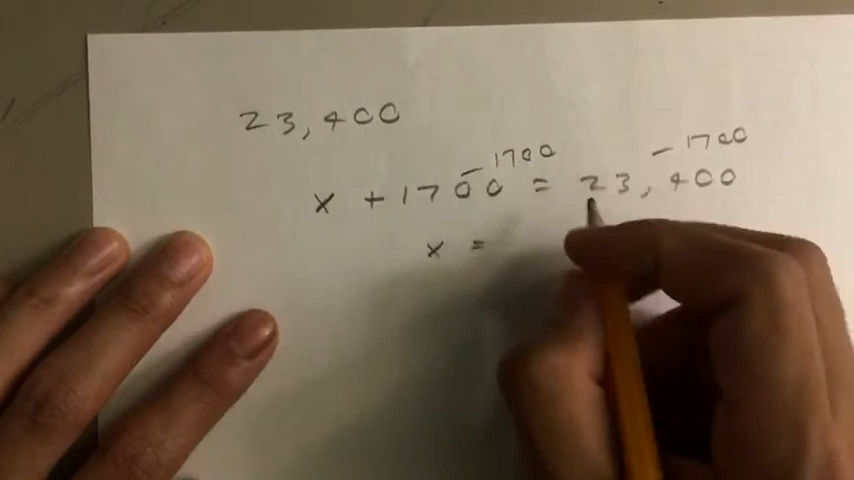 23,400
- 1700 - 1700
x + 1700 = 23,400
x =